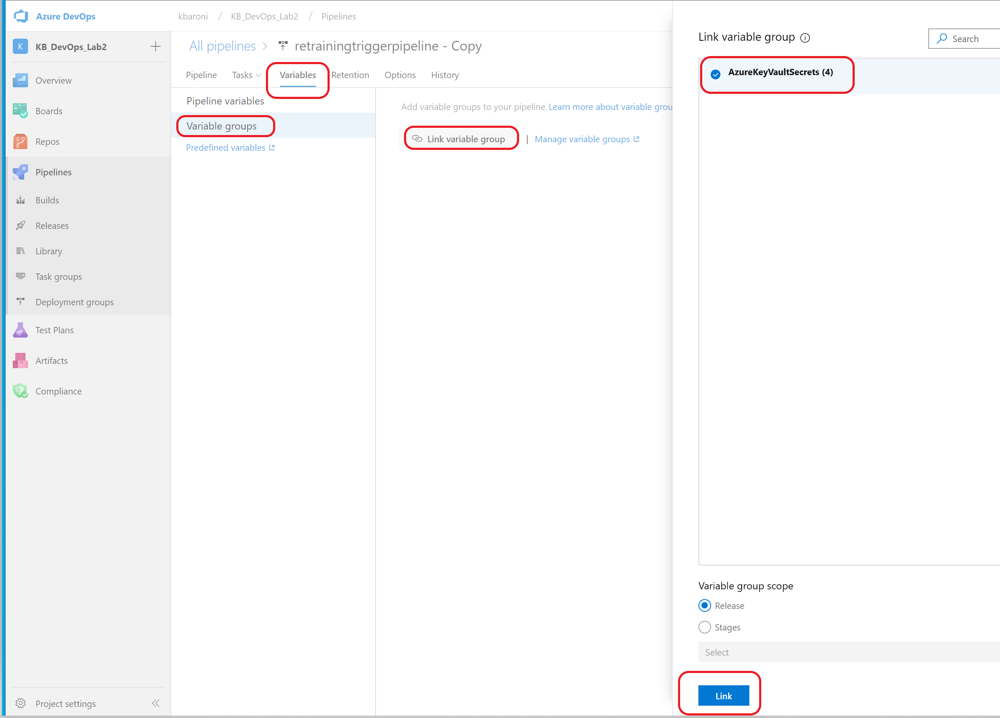 Azure DevOps
kbaroni / KB_DevOps_Lab2 / Pipelines
K KB_DevOps_Lab2
Overview
Boards
Repos
Pipelines
Builds
Releases
Library
Task groups
Deployment groups
Test Plans
Artifacts
Compliance
Project settings
All pipelines > retrainingtriggerpipeline - Copy
Pipeline Tasks Variables Retention Options History
Pipeline variables
Variable groups
Predefined variables
Add variable groups to your pipeline. Learn more about variable grou
Link variable group | Manage variable groups
Link variable group
Search
AzureKeyVaultSecrets (4)
Variable group scope
Release
Stages
Select
Link